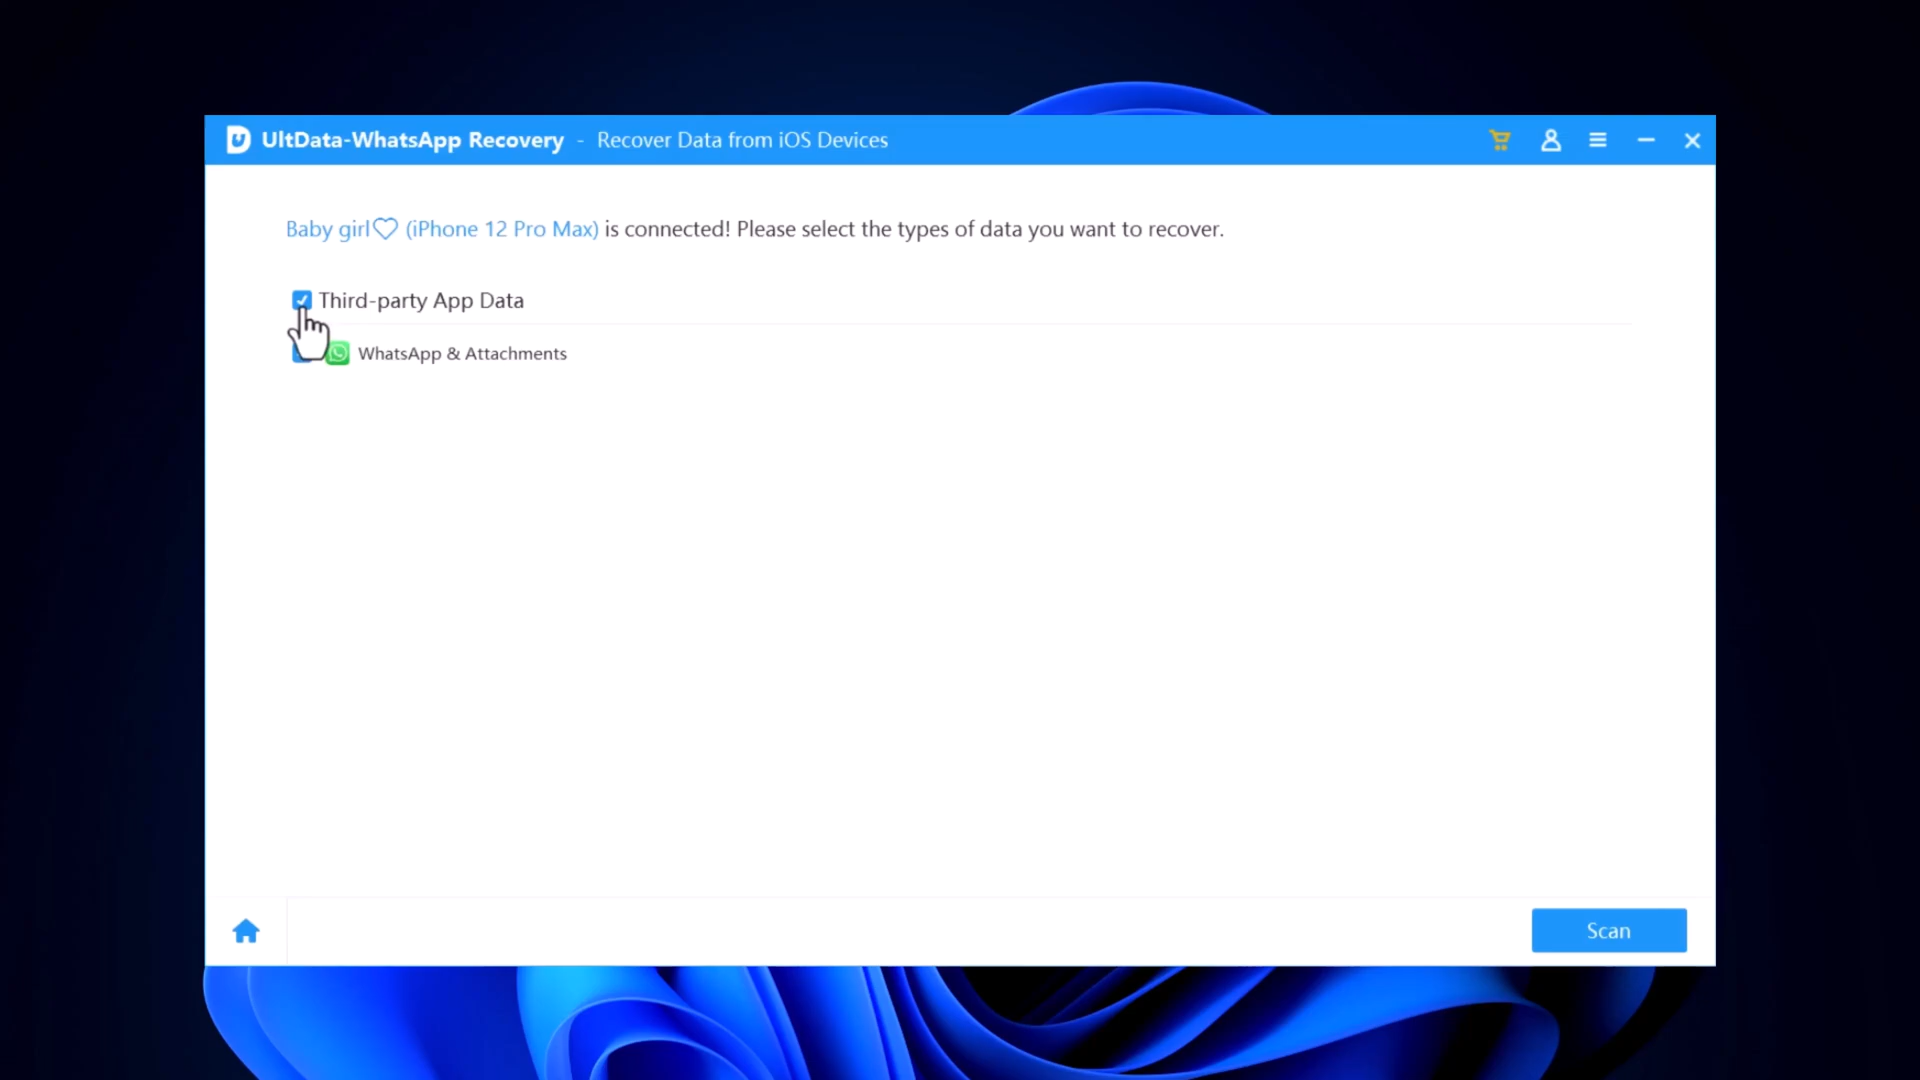 UltData-WhatsApp Recovery - Recover Data from iOS Devices
Baby girl♡ (iPhone 12 Pro Max) is connected! Please select the types of data you want to recover.
Third-party App Data
WhatsApp & Attachments
Scan